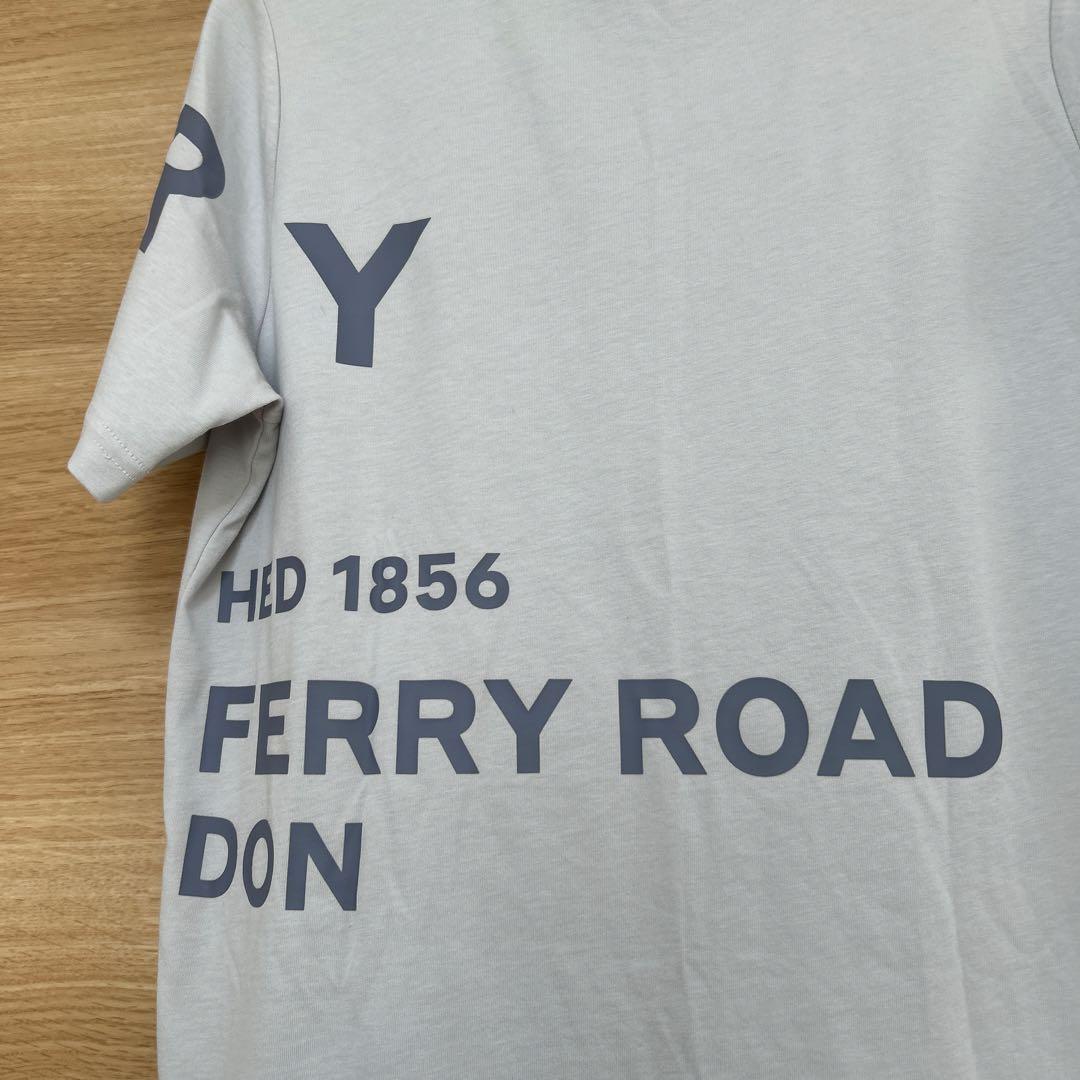 P Y
HED 1856
FERRY ROAD
DON